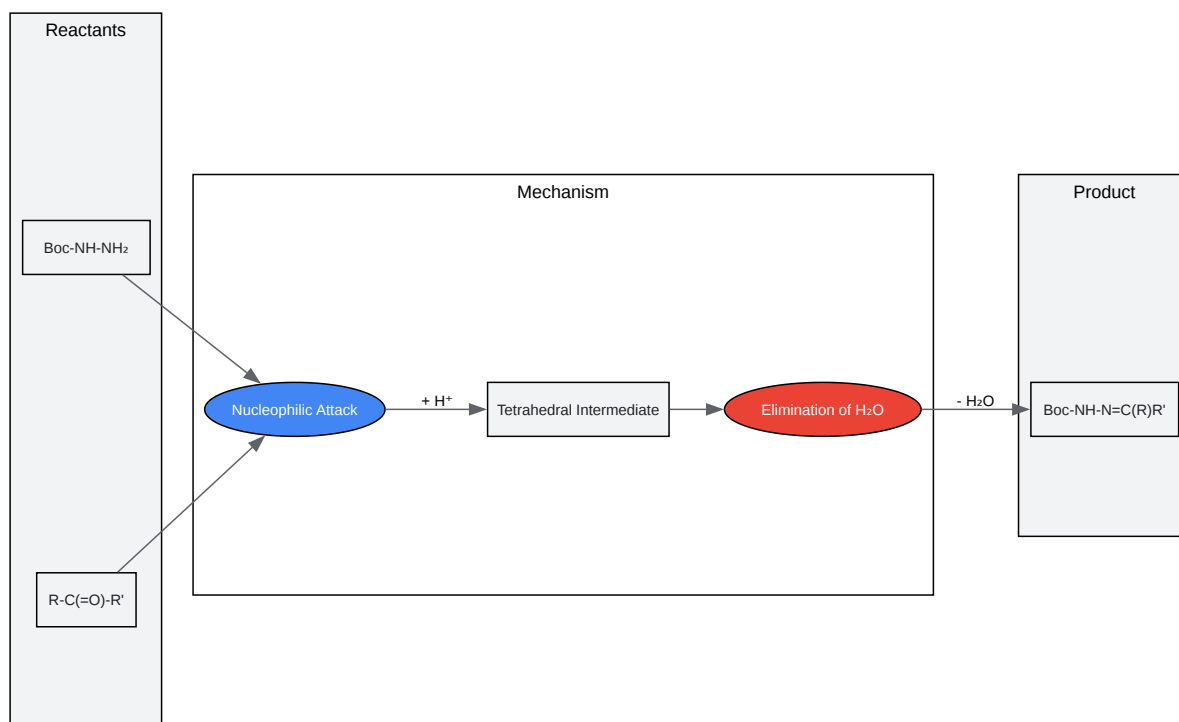 Reactants
Boc-NH-NH₂
R-C(=O)-R'
Mechanism
Nucleophilic Attack
+ H⁺
Tetrahedral Intermediate
Elimination of H₂O
- H₂O
Product
Boc-NH-N=C(R)R'